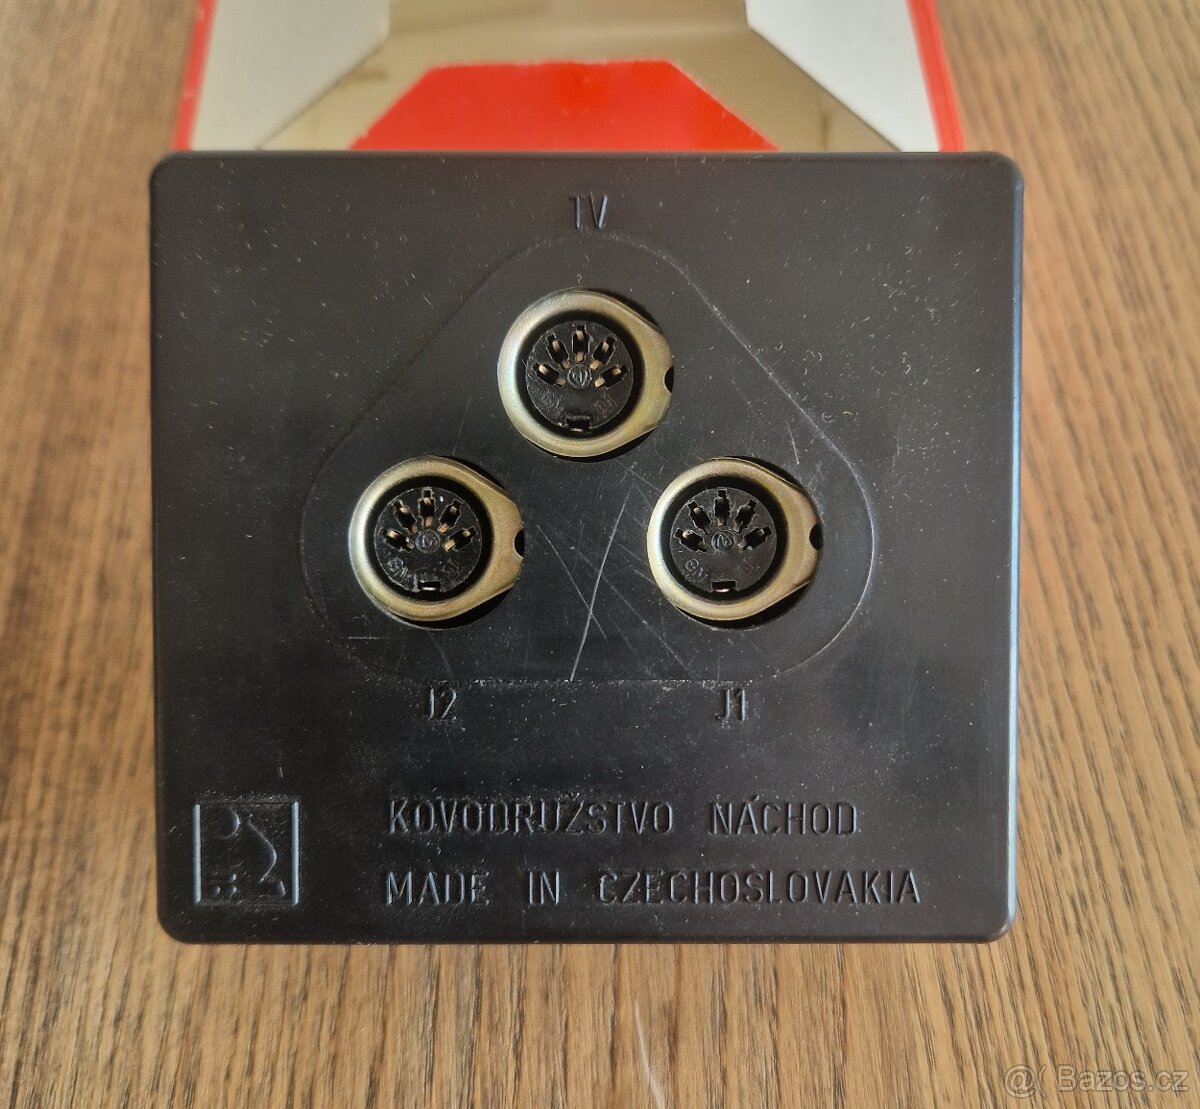 TV
J2 J1
KOVODRUŽSTVO NÁCHOD
MADE IN CZECHOSLOVAKIA
@( Bazos.cz